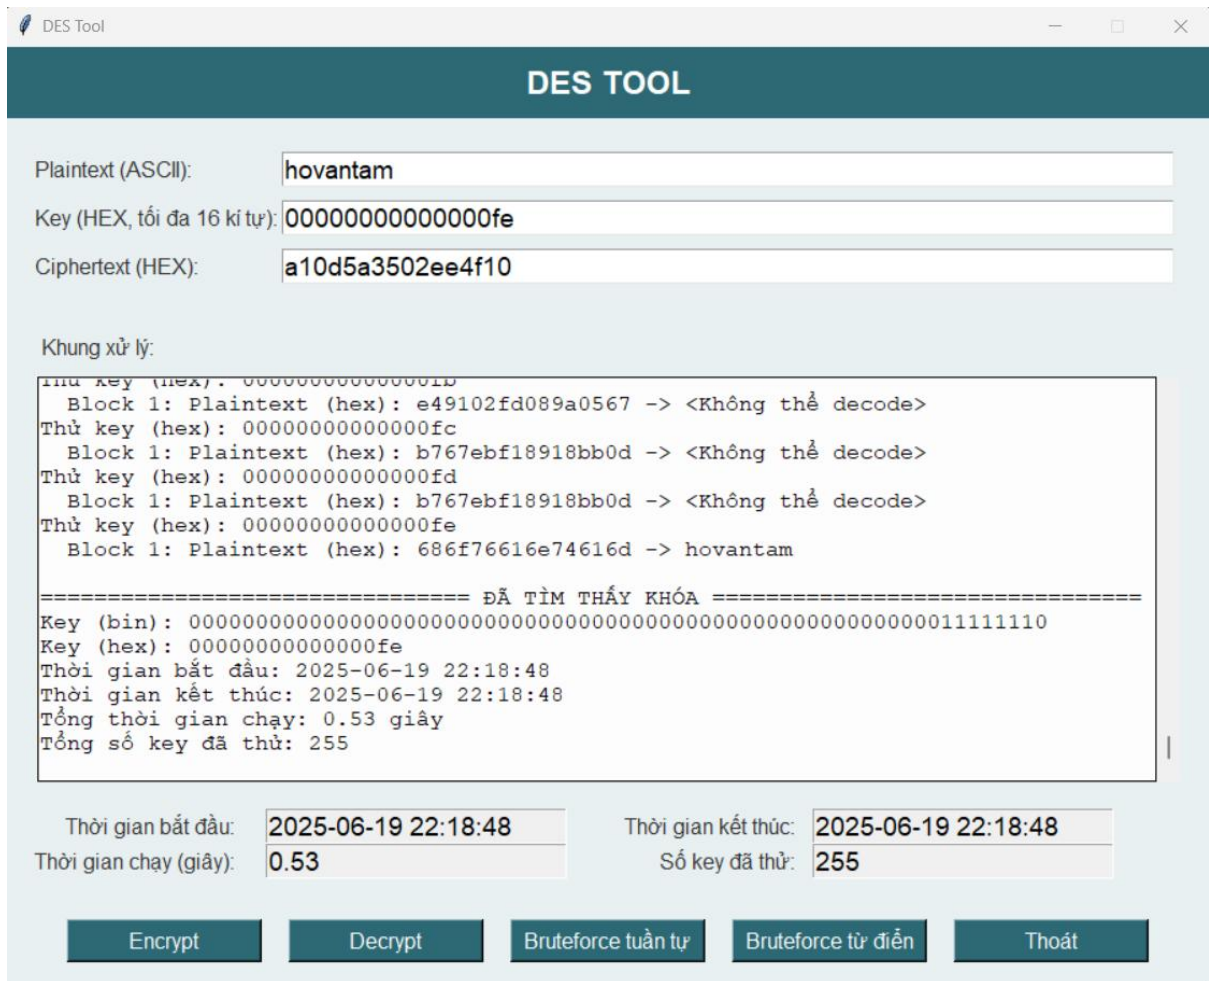 DES Tool
DES TOOL
Plaintext (ASCII): hovantam
Key (HEX, tối đa 16 kí tự): 00000000000000fe
Ciphertext (HEX): a10d5a3502ee4f10
Khung xử lý:
Thử key (hex): 00000000000000fb
Block 1: Plaintext (hex): e49102fd089a0567 -> <Không thể decode>
Thử key (hex): 00000000000000fc
Block 1: Plaintext (hex): b767ebf18918bb0d -> <Không thể decode>
Thử key (hex): 00000000000000fd
Block 1: Plaintext (hex): b767ebf18918bb0d -> <Không thể decode>
Thử key (hex): 00000000000000fe
Block 1: Plaintext (hex): 686f76616e74616d -> hovantam
================================ ĐÃ TÌM THẤY KHÓA ================================
Key (bin): 0000000000000000000000000000000000000000000000000000000011111110
Key (hex): 00000000000000fe
Thời gian bắt đầu: 2025-06-19 22:18:48
Thời gian kết thúc: 2025-06-19 22:18:48
Tổng thời gian chạy: 0.53 giây
Tổng số key đã thử: 255
Thời gian bắt đầu: 2025-06-19 22:18:48 Thời gian kết thúc: 2025-06-19 22:18:48
Thời gian chạy (giây): 0.53 Số key đã thử: 255
Encrypt Decrypt Bruteforce tuần tự Bruteforce từ điển Thoát